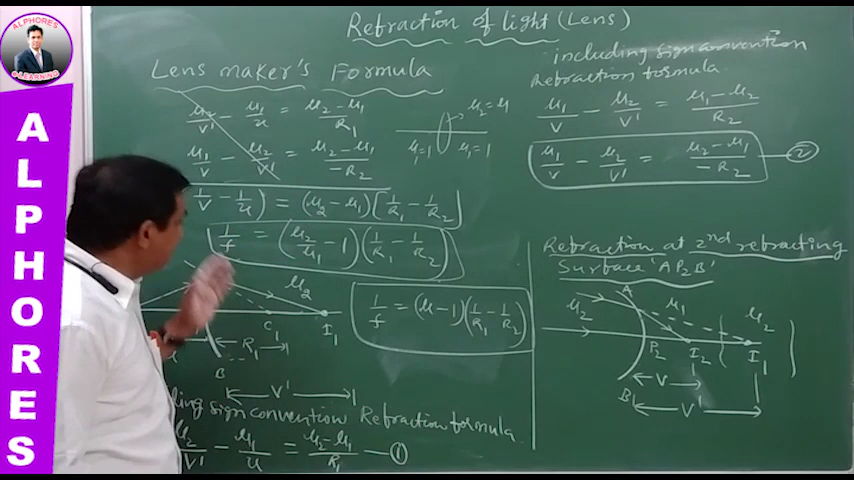 ALPHORES
e-LEARNING
ALPHORES
Refraction of light (Lens)
Lens maker's Formula
μ₂/V' - μ₁/u = μ₂-μ₁/R₁
μ₁/V - μ₂/V' = μ₂-μ₁/-R₂
μ₂=μ
μ₁=1 μ₁=1
1/V - 1/u) = (μ₂-μ₁)[1/R₁ - 1/R₂]
1/f = (μ₂/μ₁ - 1)(1/R₁ - 1/R₂)
1/f = (μ-1)(1/R₁ - 1/R₂)
μ₂
C₁ I₁
R₁
B
V'
sign convention Refraction formula
μ₂/V' - μ₁/u = μ₂-μ₁/R₁ — ①
including sign convention
Refraction formula
μ₁/V - μ₂/V' = μ₁-μ₂/R₂
μ₁/V - μ₂/V' = μ₂-μ₁/-R₂ — ②
Refraction at 2nd refracting
Surface 'AP₂B'
A
μ₂ μ₁ μ₂
P₂ I₂ I₁
V
B
V'